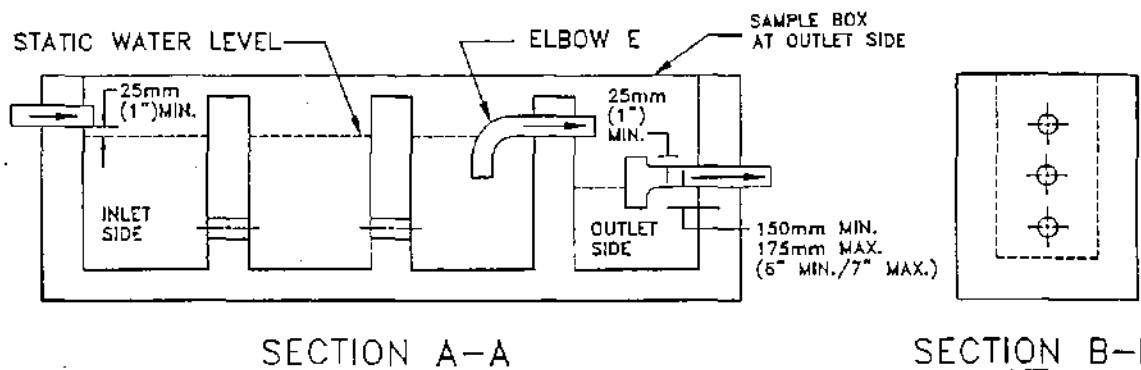 SAMPLE BOX
AT OUTLET SIDE
STATIC WATER LEVEL
ELBOW E
25mm
(1")MIN.
25mm
(1")
MIN.
INLET
SIDE
OUTLET
SIDE
150mm MIN.
175mm MAX.
(6" MIN./7" MAX.)
SECTION A-A
SECTION B-